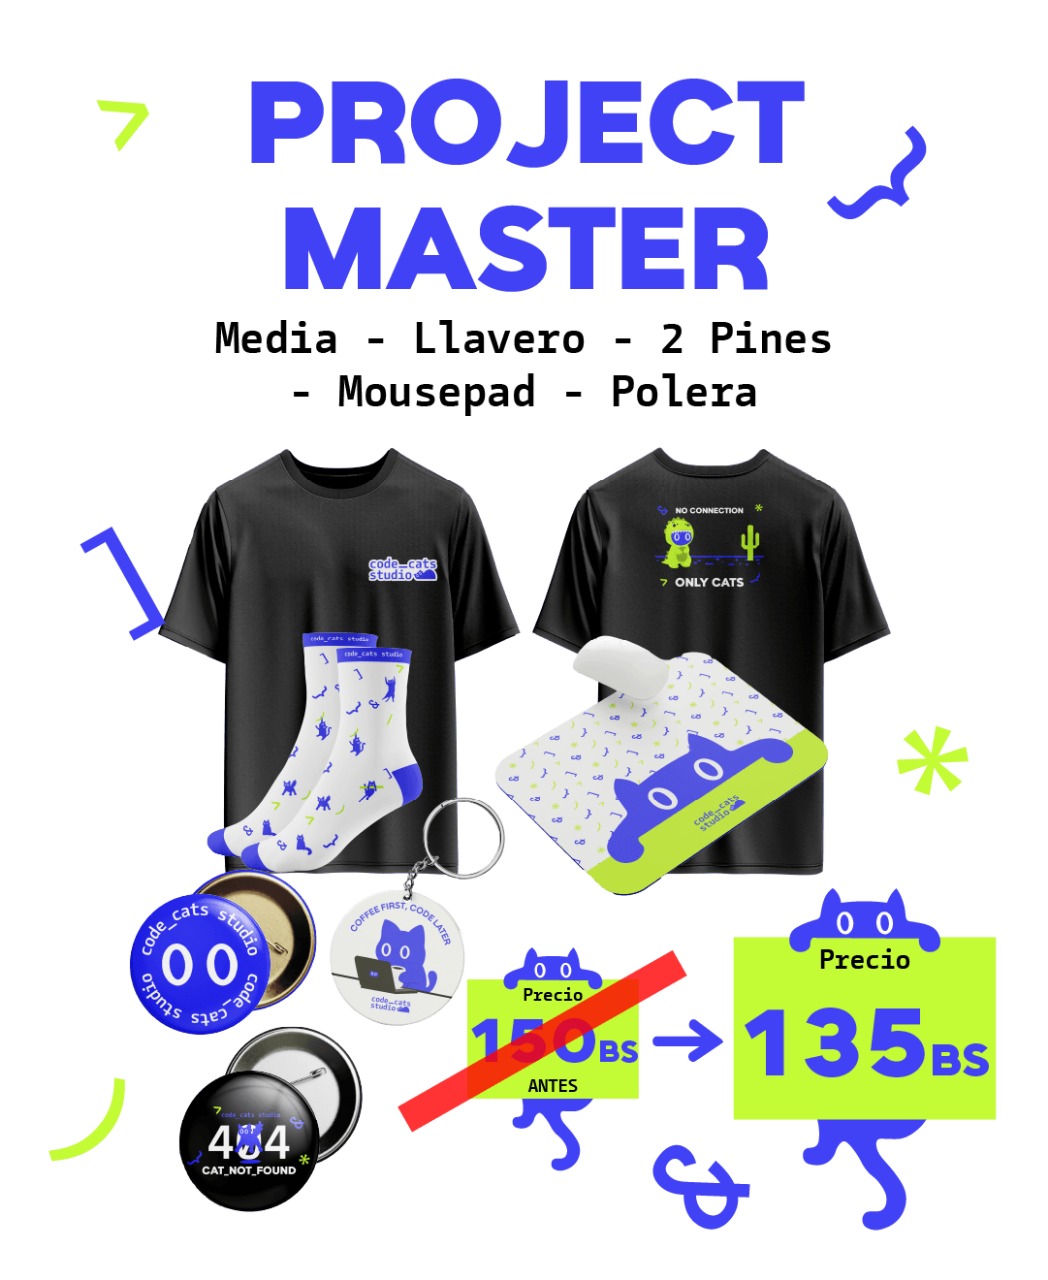 PROJECT
MASTER
Media - Llavero - 2 Pines
- Mousepad - Polera
code_cats
studio
NO CONNECTION
ONLY CATS
code_cats studio
code_cats studio
code_cats
studio
code_cats studio
code_cats studio
COFFEE FIRST, CODE LATER
code_cats
studio
Precio
150BS
ANTES
Precio
135BS
code_cats studio
404
CAT_NOT_FOUND